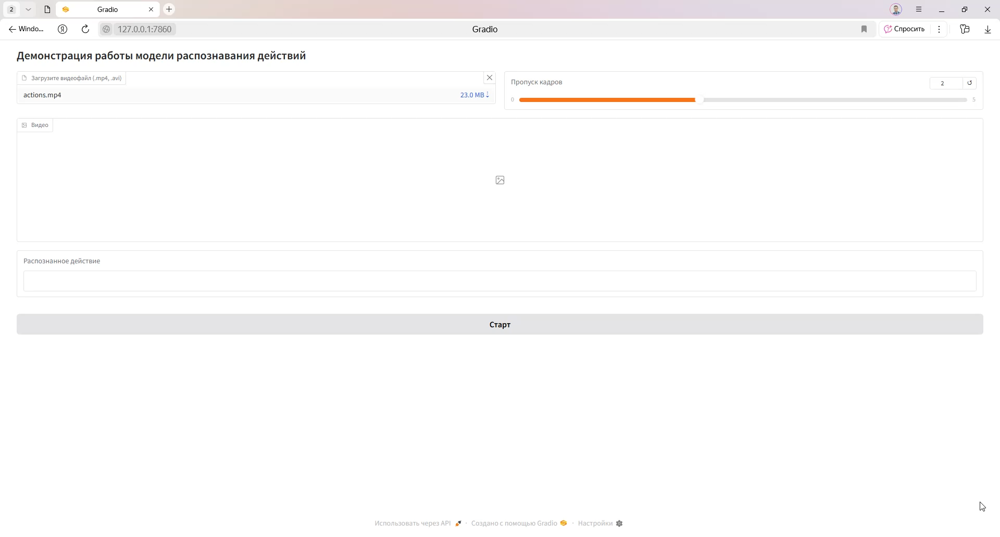 2
Gradio
Windo...
127.0.0.1:7860
Gradio
Спросить
Демонстрация работы модели распознавания действий
Загрузите видеофайл (.mp4, .avi)
actions.mp4
23.0 MB
Пропуск кадров
2
0
5
Видео
Распознанное действие
Старт
Использовать через API · Создано с помощью Gradio · Настройки